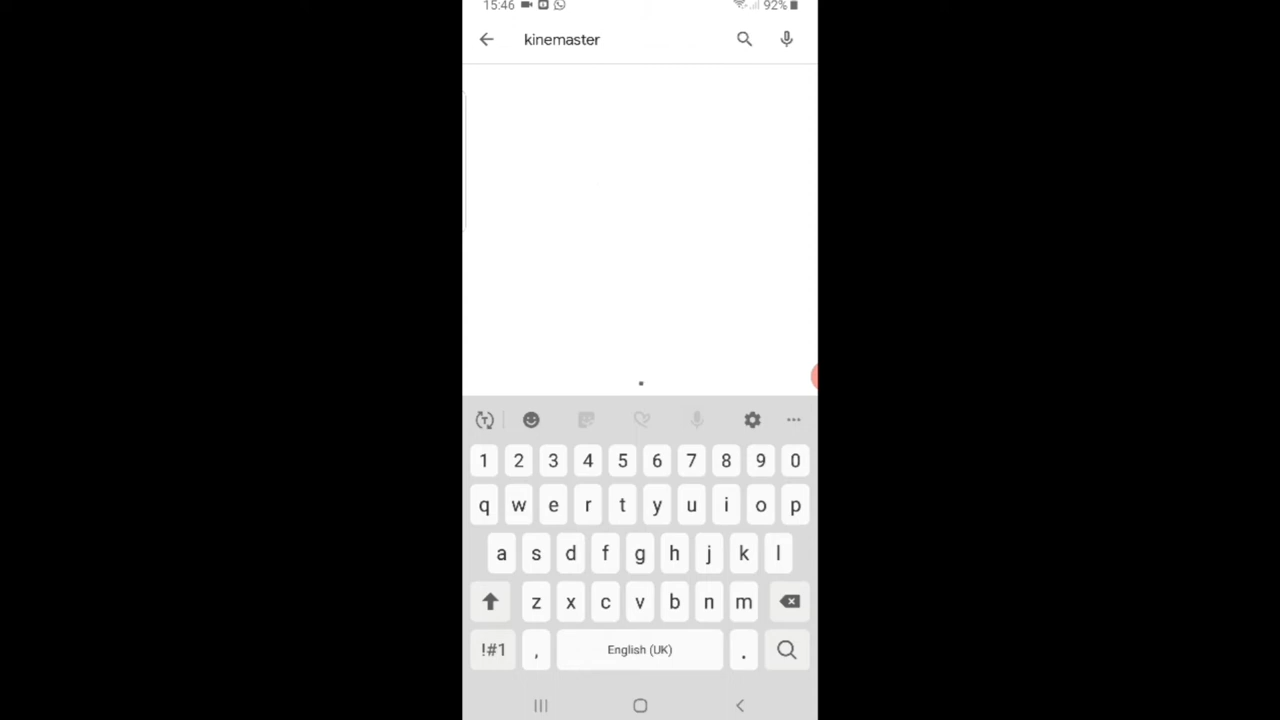 15:46 92%
kinemaster
1 2 3 4 5 6 7 8 9 0
q w e r t y u i o p
a s d f g h j k l
z x c v b n m
!#1 , English (UK) .